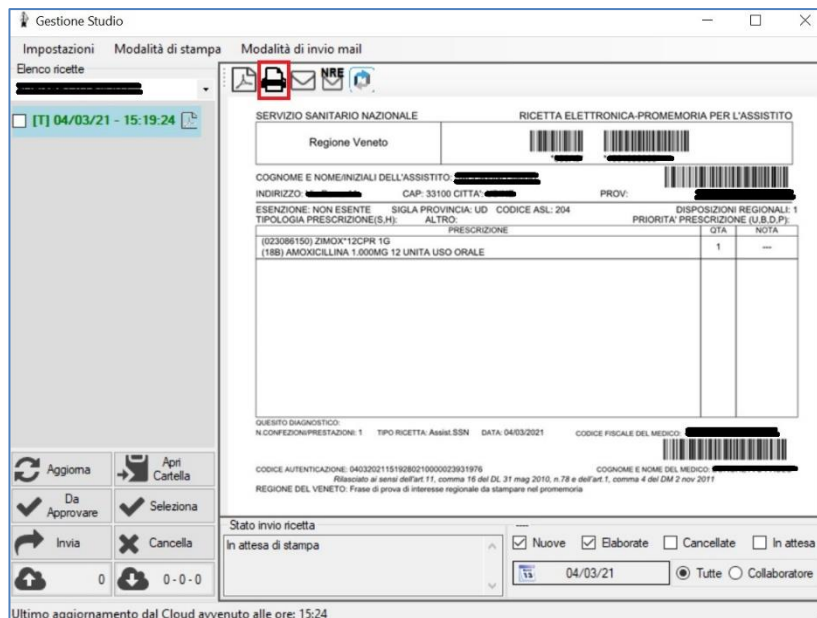 Gestione Studio
Impostazioni Modalità di stampa Modalità di invio mail
Elenco ricette
[T] 04/03/21 - 15:19:24
NRE
SERVIZIO SANITARIO NAZIONALE RICETTA ELETTRONICA-PROMEMORIA PER L'ASSISTITO
Regione Veneto
COGNOME E NOME/INIZIALI DELL'ASSISTITO:
INDIRIZZO: CAP: 33100 CITTA': PROV:
ESENZIONE: NON ESENTE SIGLA PROVINCIA: UD CODICE ASL: 204 DISPOSIZIONI REGIONALI: 1
TIPOLOGIA PRESCRIZIONE(S,H): ALTRO: PRIORITA' PRESCRIZIONE (U,B,D,P):
PRESCRIZIONE QTA NOTA
(023086150) ZIMOX*12CPR 1G
(18B) AMOXICILLINA 1.000MG 12 UNITA USO ORALE 1 ---
QUESITO DIAGNOSTICO:
N.CONFEZIONI/PRESTAZIONI: 1 TIPO RICETTA: Assist.SSN DATA: 04/03/2021 CODICE FISCALE DEL MEDICO:
CODICE AUTENTICAZIONE: 040320211519280210000023931976 COGNOME E NOME DEL MEDICO:
Rilasciato ai sensi dell'art.11, comma 16 del DL 31 mag 2010, n.78 e dell'art.1, comma 4 del DM 2 nov 2011
REGIONE DEL VENETO: Frase di prova di interesse regionale da stampare nel promemoria
Aggiorna Apri Cartella
Da Approvare Seleziona
Invia Cancella
0 0 - 0 - 0
Stato invio ricetta
In attesa di stampa
---
Nuove Elaborate Cancellate In attesa
13 04/03/21 Tutte Collaboratore
Ultimo aggiornamento dal Cloud avvenuto alle ore: 15:24